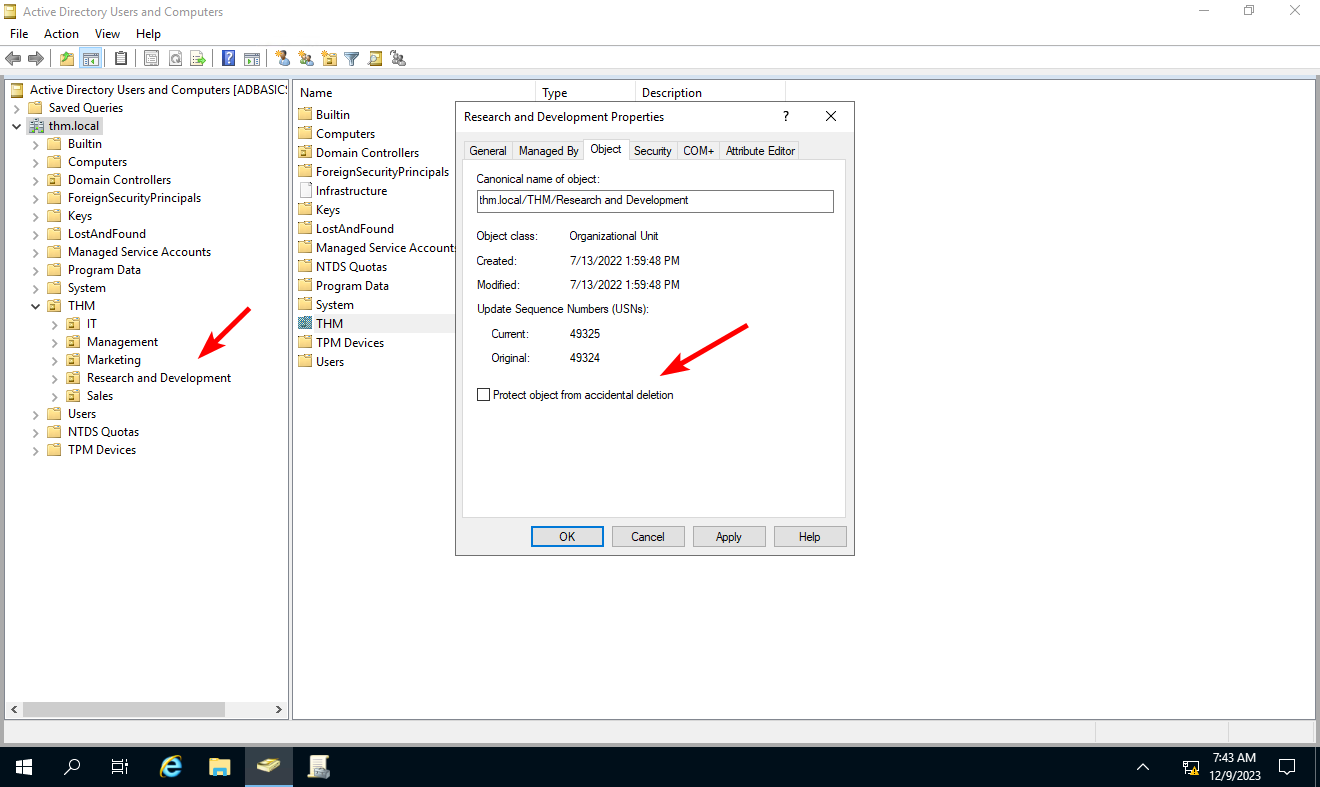 Active Directory Users and Computers
File Action View Help
Active Directory Users and Computers [ADBASICS
Saved Queries
thm.local
Builtin
Computers
Domain Controllers
ForeignSecurityPrincipals
Keys
LostAndFound
Managed Service Accounts
Program Data
System
THM
IT
Management
Marketing
Research and Development
Sales
Users
NTDS Quotas
TPM Devices
Name Type Description
Builtin
Computers
Domain Controllers
ForeignSecurityPrincipals
Infrastructure
Keys
LostAndFound
Managed Service Accounts
NTDS Quotas
Program Data
System
THM
TPM Devices
Users
Research and Development Properties
General Managed By Object Security COM+ Attribute Editor
Canonical name of object:
thm.local/THM/Research and Development
Object class: Organizational Unit
Created: 7/13/2022 1:59:48 PM
Modified: 7/13/2022 1:59:48 PM
Update Sequence Numbers (USNs):
Current: 49325
Original: 49324
Protect object from accidental deletion
OK Cancel Apply Help
7:43 AM
12/9/2023